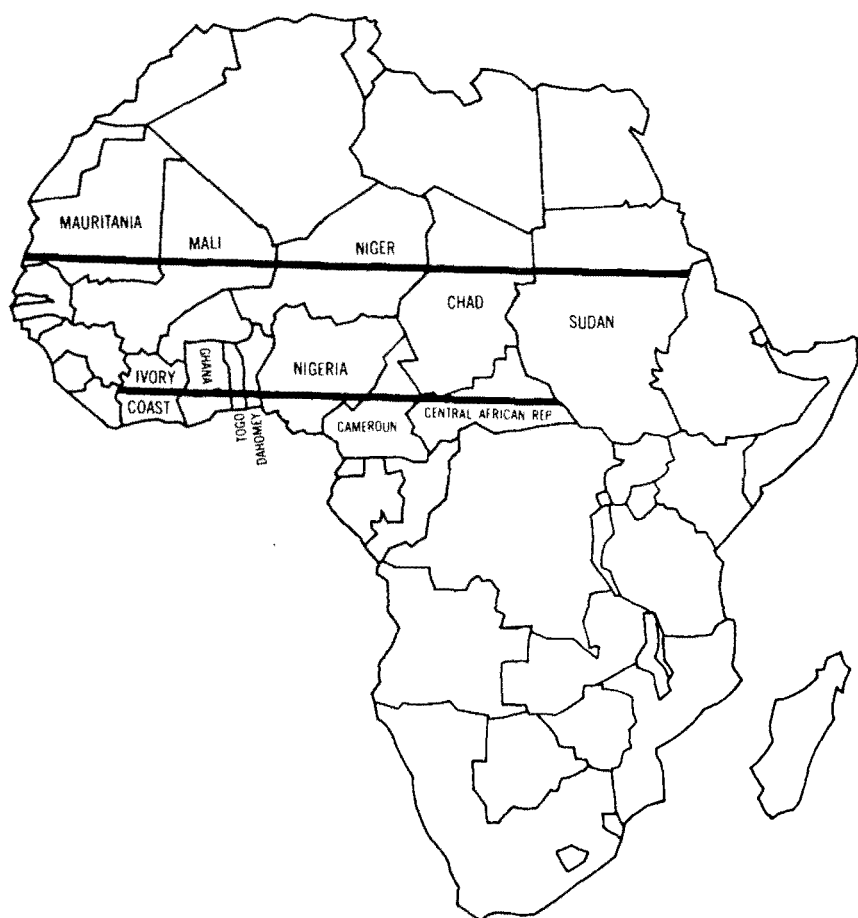 MAURITANIA
MALI
NIGER
CHAD
SUDAN
IVORY
COAST
GHANA
NIGERIA
TOGO
DAHOMEY
CAMEROUN
CENTRAL AFRICAN REP